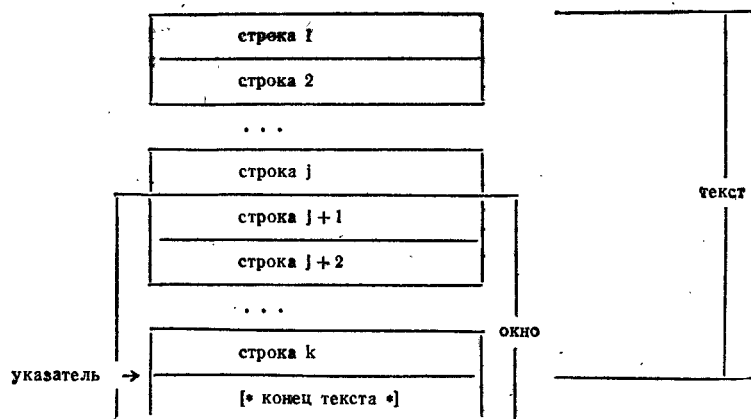 строка 1
строка 2
. . .
строка j
текст
строка j + 1
строка j + 2
. . .
окно
строка k
указатель →
[* конец текста *]